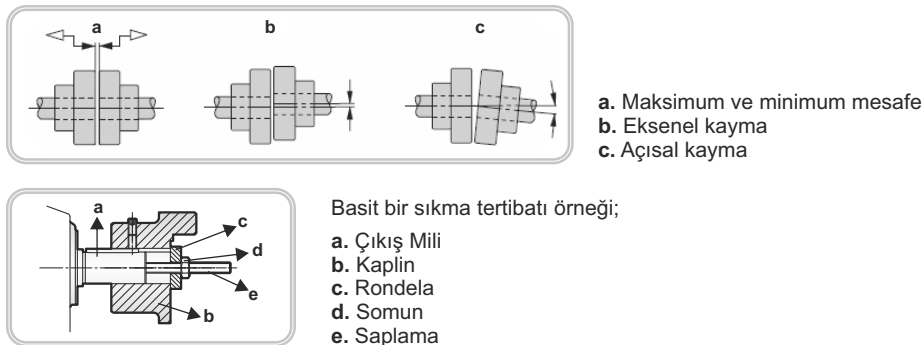 a
b
c
a. Maksimum ve minimum mesafe
b. Eksenel kayma
c. Açısal kayma
a
c
d
e
b
Basit bir sıkma tertibatı örneği;
a. Çıkış Mili
b. Kaplin
c. Rondela
d. Somun
e. Saplama